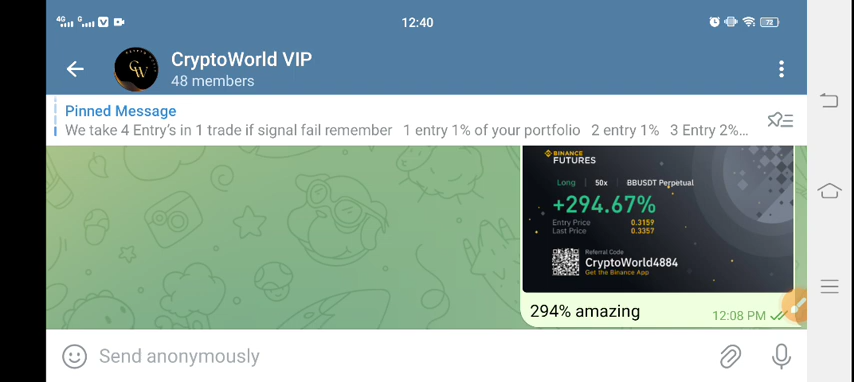 4G G V 12:40 72
CryptoWorld VIP
48 members
Pinned Message
We take 4 Entry's in 1 trade if signal fail remember 1 entry 1% of your portfolio 2 entry 1% 3 Entry 2%...
BINANCE
FUTURES
Long 50x BBUSDT Perpetual
+294.67%
Entry Price 0.3159
Last Price 0.3357
Referral Code
CryptoWorld4884
Get the Binance App
294% amazing
12:08 PM
Send anonymously